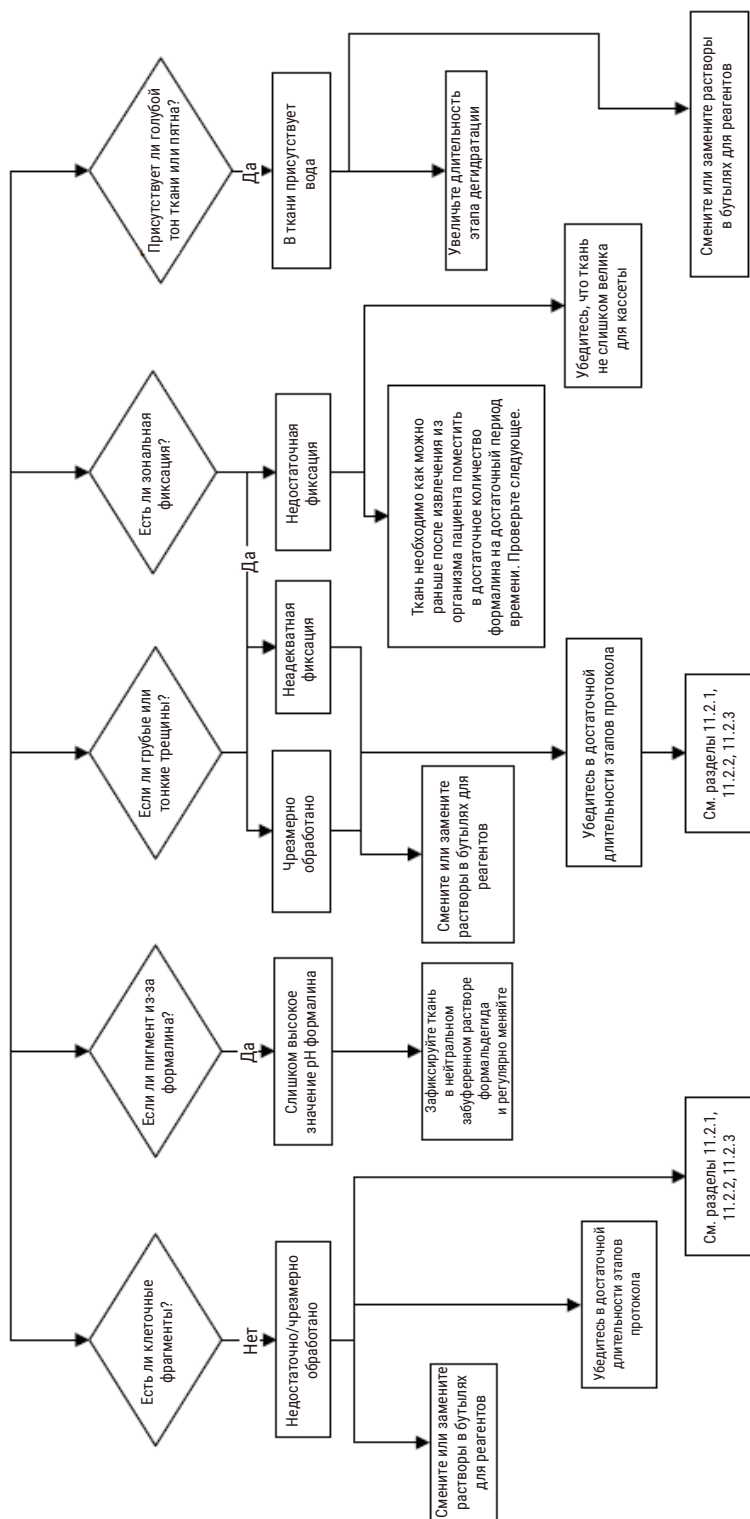 Есть ли клеточные
фрагменты?
Нет
Недостаточно/чрезмерно
обработано
Смените или замените
растворы в бутылях
для реагентов
Убедитесь в достаточной
длительности этапов
протокола
См. разделы 11.2.1,
11.2.2, 11.2.3
Если ли пигмент из-за
формалина?
Да
Слишком высокое
значение pH формалина
Зафиксируйте ткань
в нейтральном
забуференном растворе
формальдегида
и регулярно меняйте
Если ли грубые или
тонкие трещины?
Чрезмерно
обработано
Неадекватная
фиксация
Смените или замените
растворы в бутылях для
реагентов
Убедитесь в достаточной
длительности этапов протокола
См. разделы 11.2.1,
11.2.2, 11.2.3
Есть ли зональная
фиксация?
Да
Недостаточная
фиксация
Ткань необходимо как можно
раньше после извлечения из
организма пациента поместить
в достаточное количество
формалина на достаточный период
времени. Проверьте следующее.
Убедитесь, что ткань
не слишком велика
для кассеты
Присутствует ли голубой
тон ткани или пятна?
Да
В ткани присутствует
вода
Увеличьте длительность
этапа дегидратации
Смените или замените растворы
в бутылях для реагентов